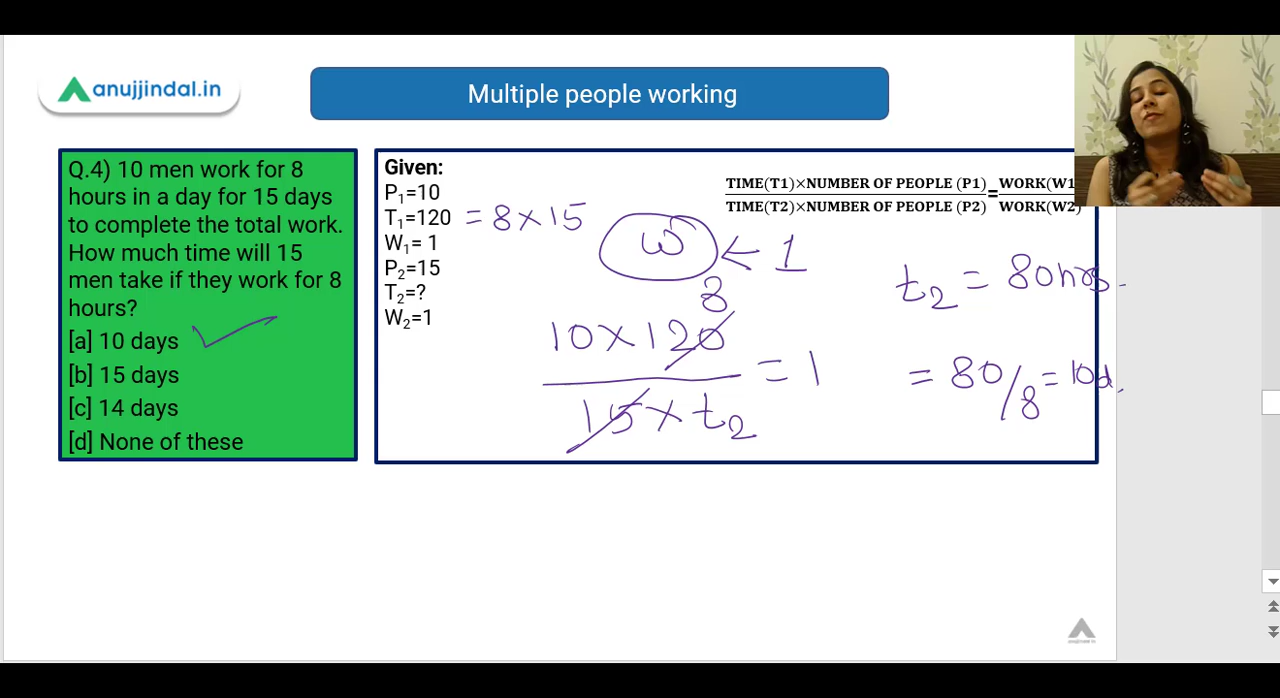 anujjindal.in
Multiple people working
Q.4) 10 men work for 8
hours in a day for 15 days
to complete the total work.
How much time will 15
men take if they work for 8
hours?
[a] 10 days
[b] 15 days
[c] 14 days
[d] None of these
Given:
P1=10
T1=120 = 8×15
W1= 1
P2=15
T2=?
W2=1
TIME(T1)×NUMBER OF PEOPLE (P1) = WORK(W1
TIME(T2)×NUMBER OF PEOPLE (P2) WORK(W2)
W ← 1
8
10×120
= 1
15×t2
t2 = 80hrs.
= 80/8 = 10d.
anujjindal.in